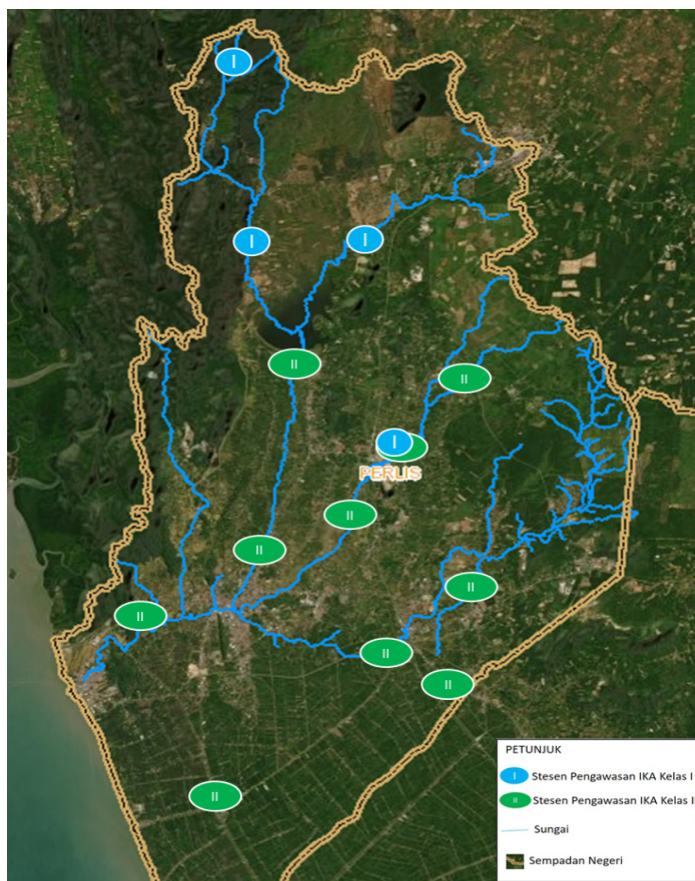 I
I
I
II
II
I
PERLIS
II
II
II
II
II
II
II
PETUNJUK
I Stesen Pengawasan IKA Kelas I
II Stesen Pengawasan IKA Kelas II
Sungai
Sempadan Negeri